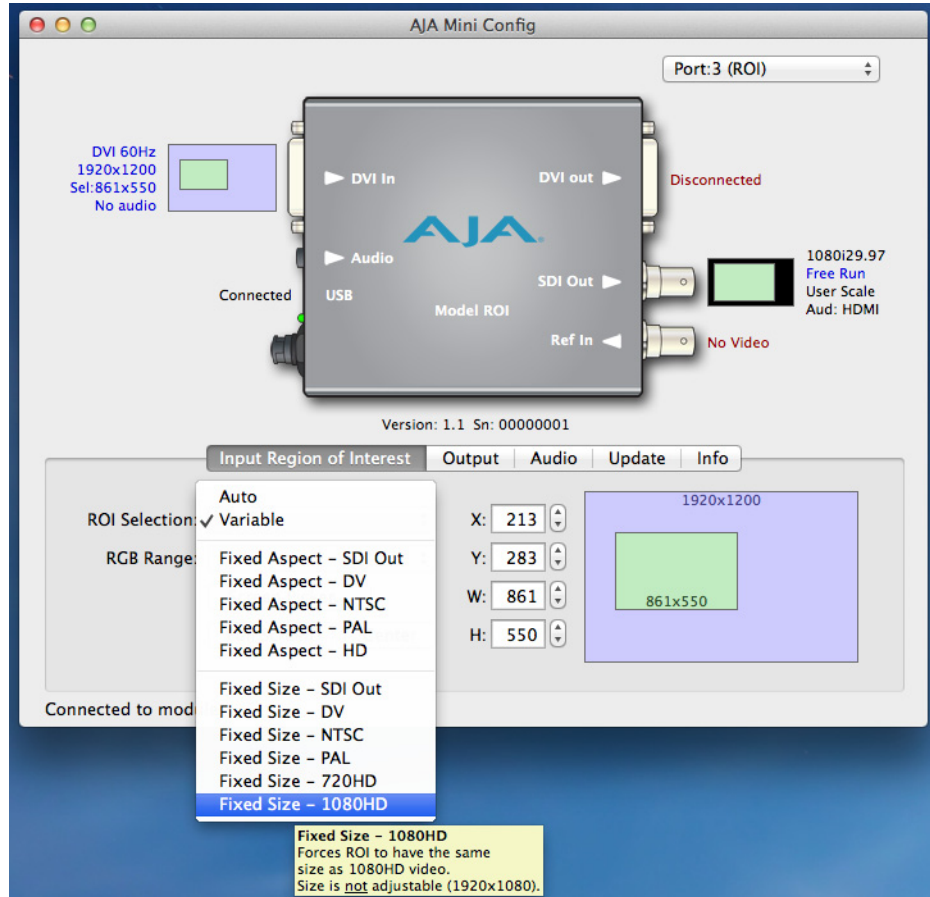 AJA Mini Config
Port:3 (ROI)
DVI 60Hz
1920x1200
Sel:861x550
No audio
DVI In
DVI out
Disconnected
AJA
Audio
Connected
USB
SDI Out
Model ROI
Ref In
1080i29.97
Free Run
User Scale
Aud: HDMI
No Video
Version: 1.1 Sn: 00000001
Input Region of Interest
Output
Audio
Update
Info
ROI Selection:
RGB Range:
Auto
✓ Variable
Fixed Aspect – SDI Out
Fixed Aspect – DV
Fixed Aspect – NTSC
Fixed Aspect – PAL
Fixed Aspect – HD
Fixed Size – SDI Out
Fixed Size – DV
Fixed Size – NTSC
Fixed Size – PAL
Fixed Size – 720HD
Fixed Size – 1080HD
X: 213
Y: 283
W: 861
H: 550
1920x1200
861x550
Connected to
Fixed Size – 1080HD
Forces ROI to have the same
size as 1080HD video.
Size is not adjustable (1920x1080).